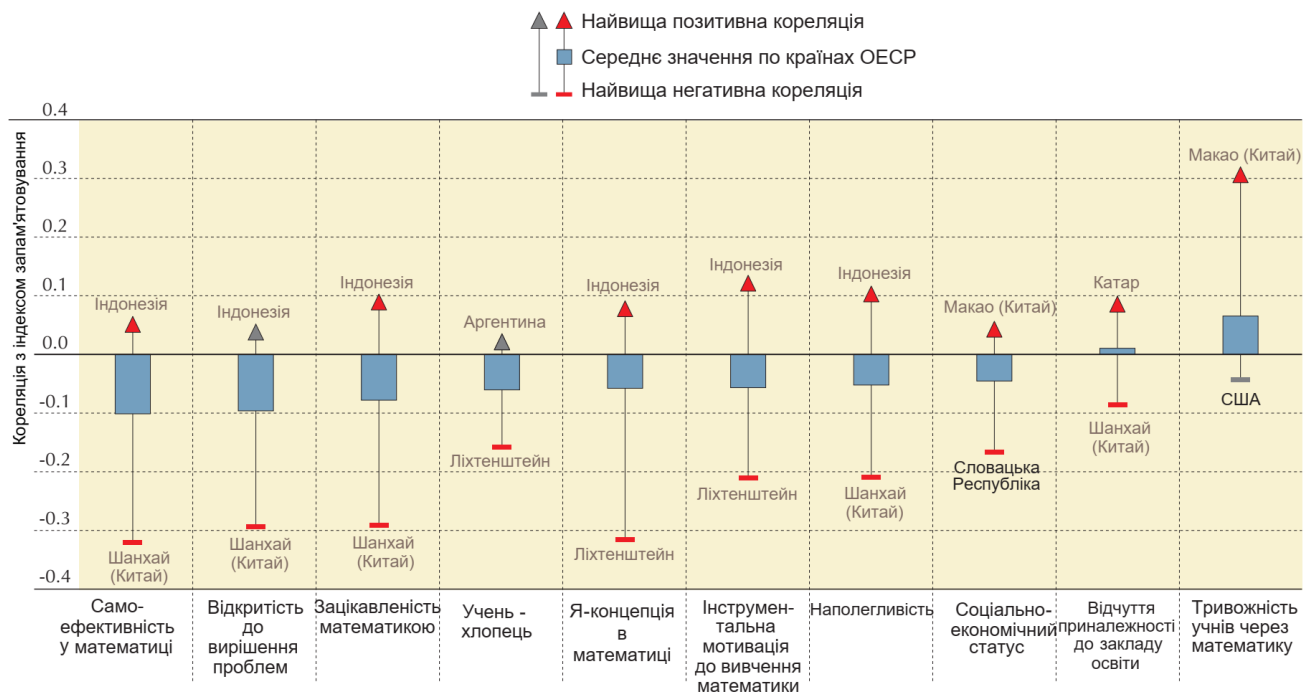 Найвища позитивна кореляція
Середнє значення по країнах ОЕСР
Найвища негативна кореляція
Кореляція з індексом запам'ятовування
0.4
0.3
0.2
0.1
0.0
-0.1
-0.2
-0.3
-0.4
Індонезія
Шанхай
(Китай)
Індонезія
Шанхай
(Китай)
Індонезія
Шанхай
(Китай)
Аргентина
Ліхтенштейн
Індонезія
Ліхтенштейн
Індонезія
Ліхтенштейн
Індонезія
Шанхай
(Китай)
Макао (Китай)
Словацька
Республіка
Катар
Шанхай
(Китай)
Макао (Китай)
США
Само-
ефективність
у математиці
Відкритість
до
вирішення
проблем
Зацікавленість
математикою
Учень -
хлопець
Я-концепція
в
математиці
Інструмен-
тальна
мотивація
до вивчення
математики
Наполегливість
Соціально-
економічний
статус
Відчуття
приналежності
до закладу
освіти
Тривожність
учнів через
математику